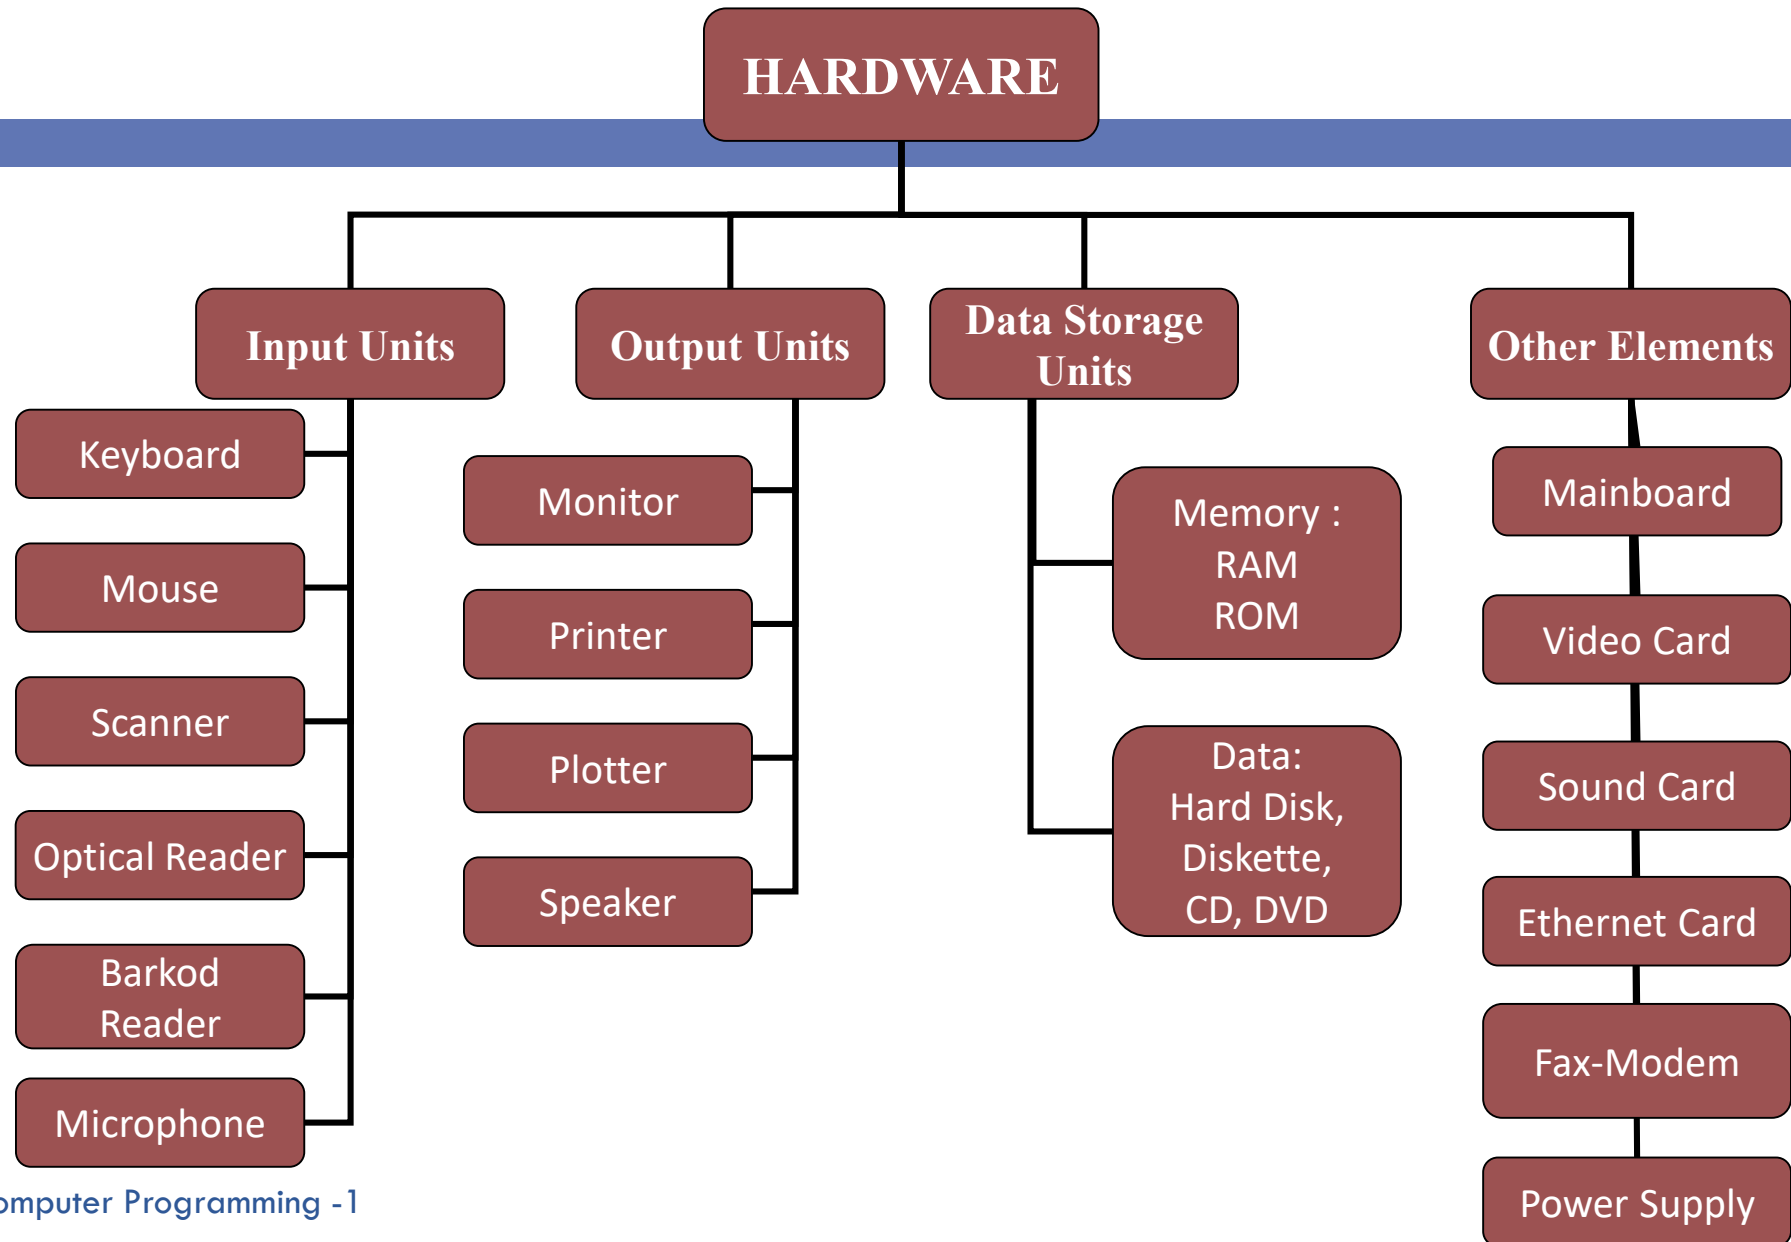 HARDWARE
Input Units
Output Units
Data Storage
Units
Other Elements
Keyboard
Mouse
Scanner
Optical Reader
Barkod
Reader
Microphone
Monitor
Printer
Plotter
Speaker
Memory :
RAM
ROM
Data:
Hard Disk,
Diskette,
CD, DVD
Mainboard
Video Card
Sound Card
Ethernet Card
Fax-Modem
Power Supply
omputer Programming -1